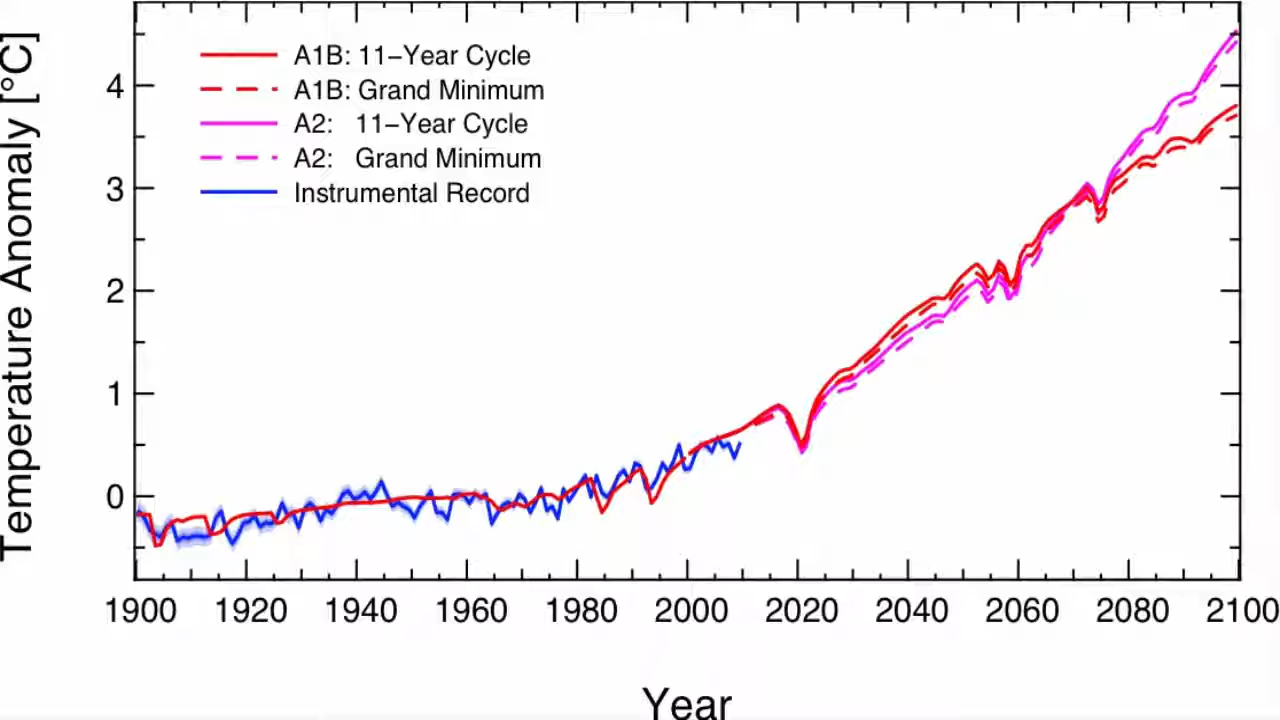 Temperature Anomaly [°C]
A1B: 11−Year Cycle
A1B: Grand Minimum
A2: 11−Year Cycle
A2: Grand Minimum
Instrumental Record
4
3
2
1
0
1900 1920 1940 1960 1980 2000 2020 2040 2060 2080 2100
Year